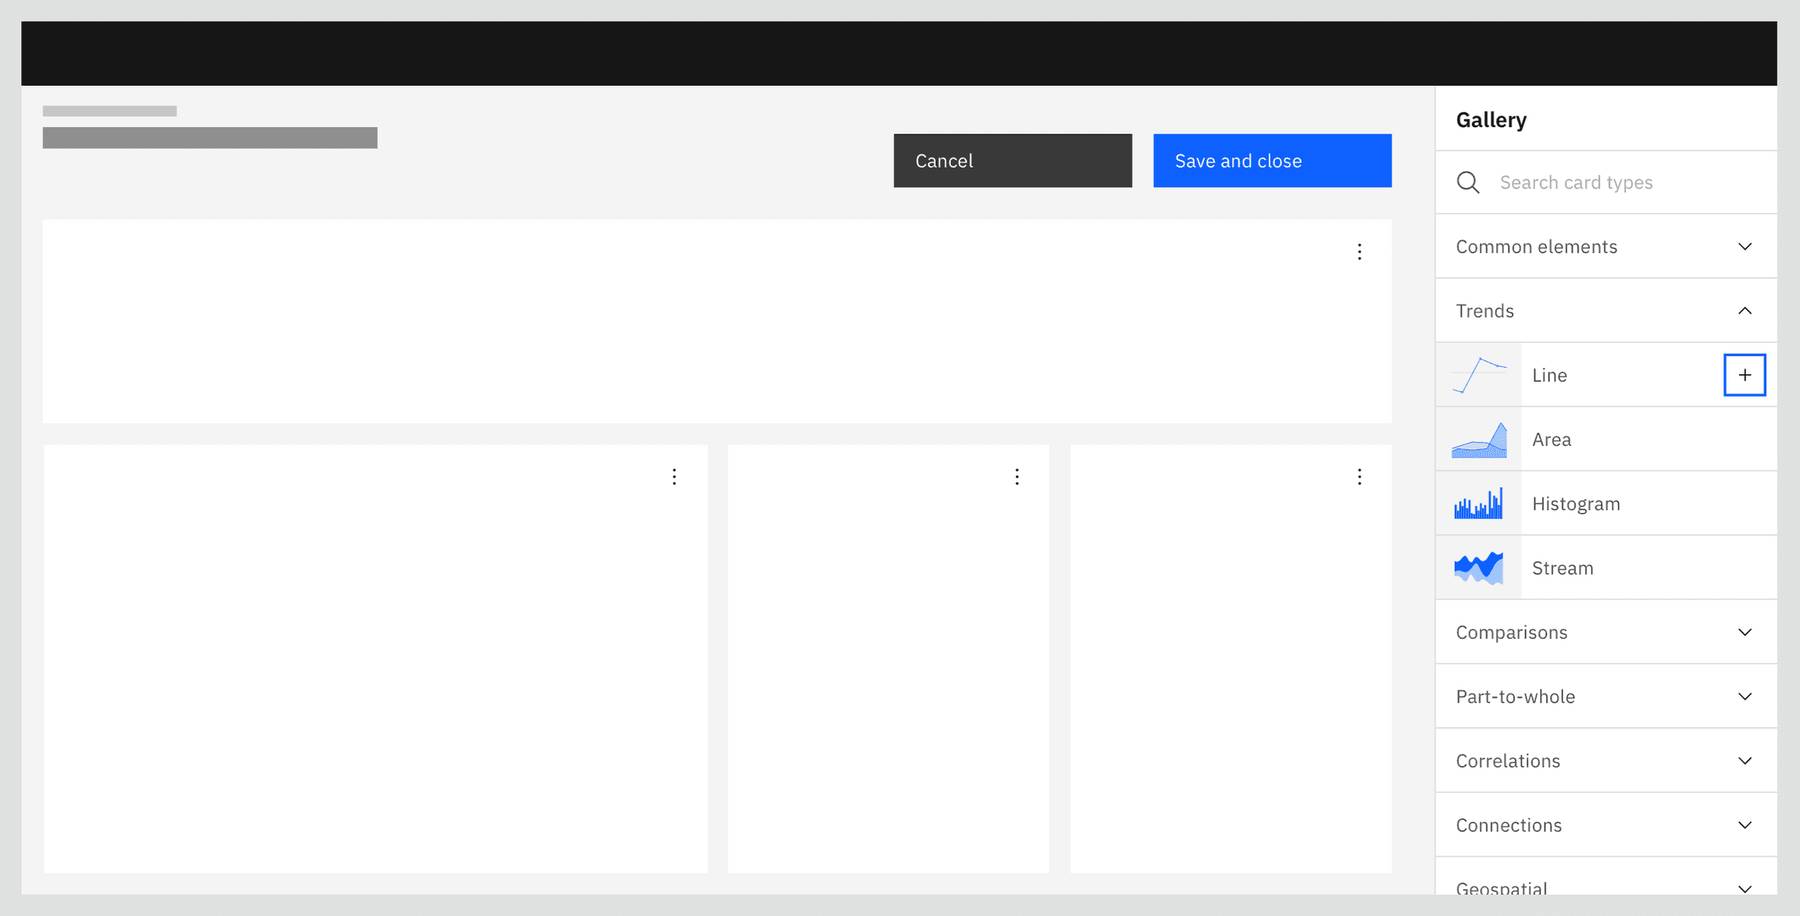 Cancel
Save and close
Gallery
Search card types
Common elements
Trends
Line
Area
Histogram
Stream
Comparisons
Part-to-whole
Correlations
Connections
Geospatial